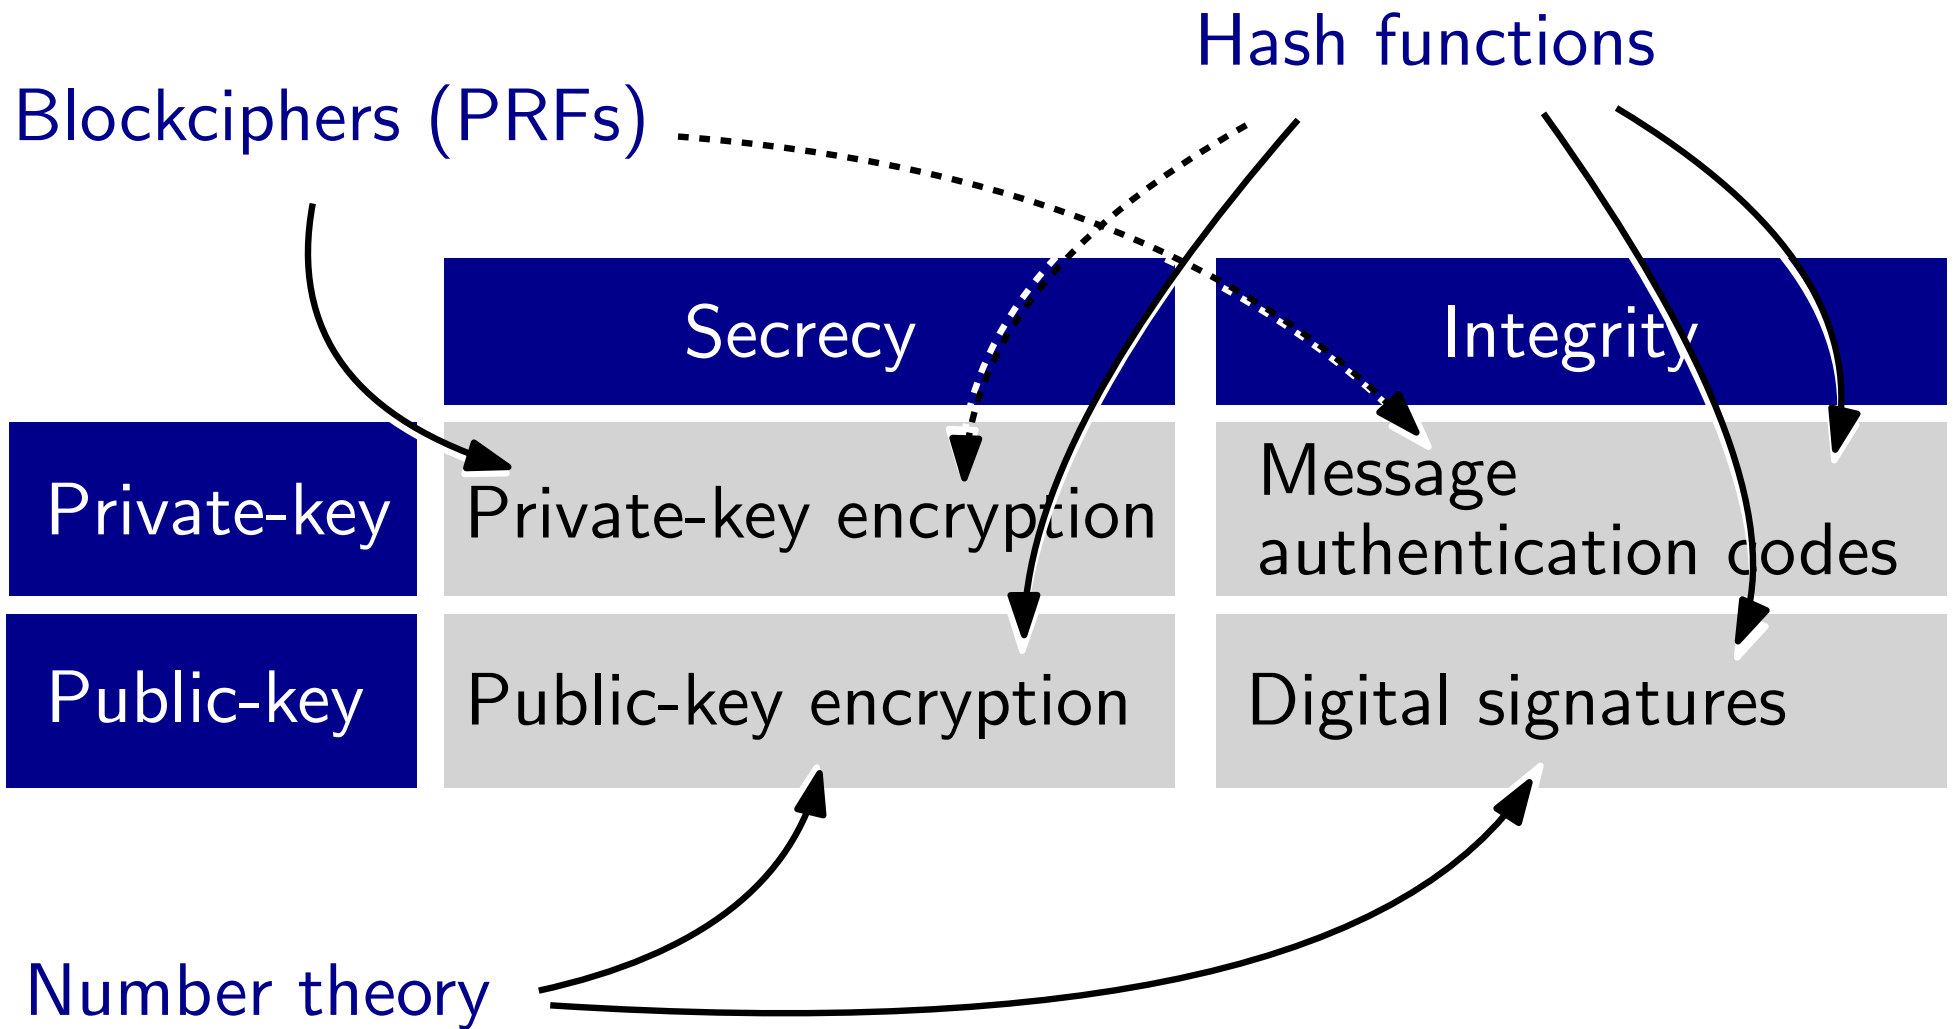 Hash functions
Blockciphers (PRFs)
Secrecy
Integrity
Private-key
Private-key encryption
Message
authentication codes
Public-key
Public-key encryption
Digital signatures
Number theory